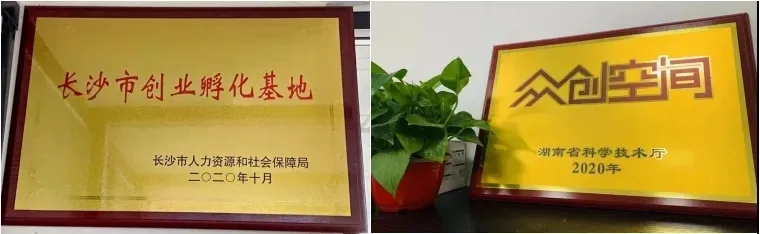 长沙市创业孵化基地
长沙市人力资源和社会保障局
二〇二〇年十月
众创空间
湖南省科学技术厅
2020年